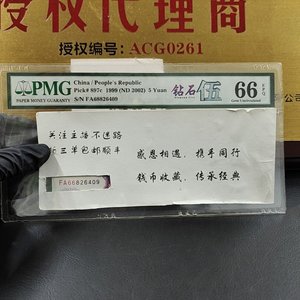 授权代理商
授权编号: ACG0261
PMG
PAPER MONEY GUARANTY
China / People's Republic
Pick# 897c 1999 (ND 2002) 5 Yuan
S/N FA68826409
钻石 伍
66 EPQ
Gem Uncirculated
关注主播不迷路
三单包邮顺丰
感恩相遇，携手同行
钱币收藏，传承经典
FA68826409